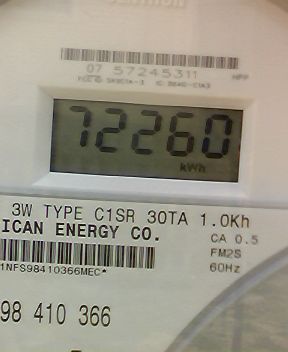 07 57245311
72260
kWh
3W TYPE C1SR 30TA 1.0Kh
ICAN ENERGY CO.
CA 0.5
FM2S
60Hz
1NFS98410366MEC*
98 410 366